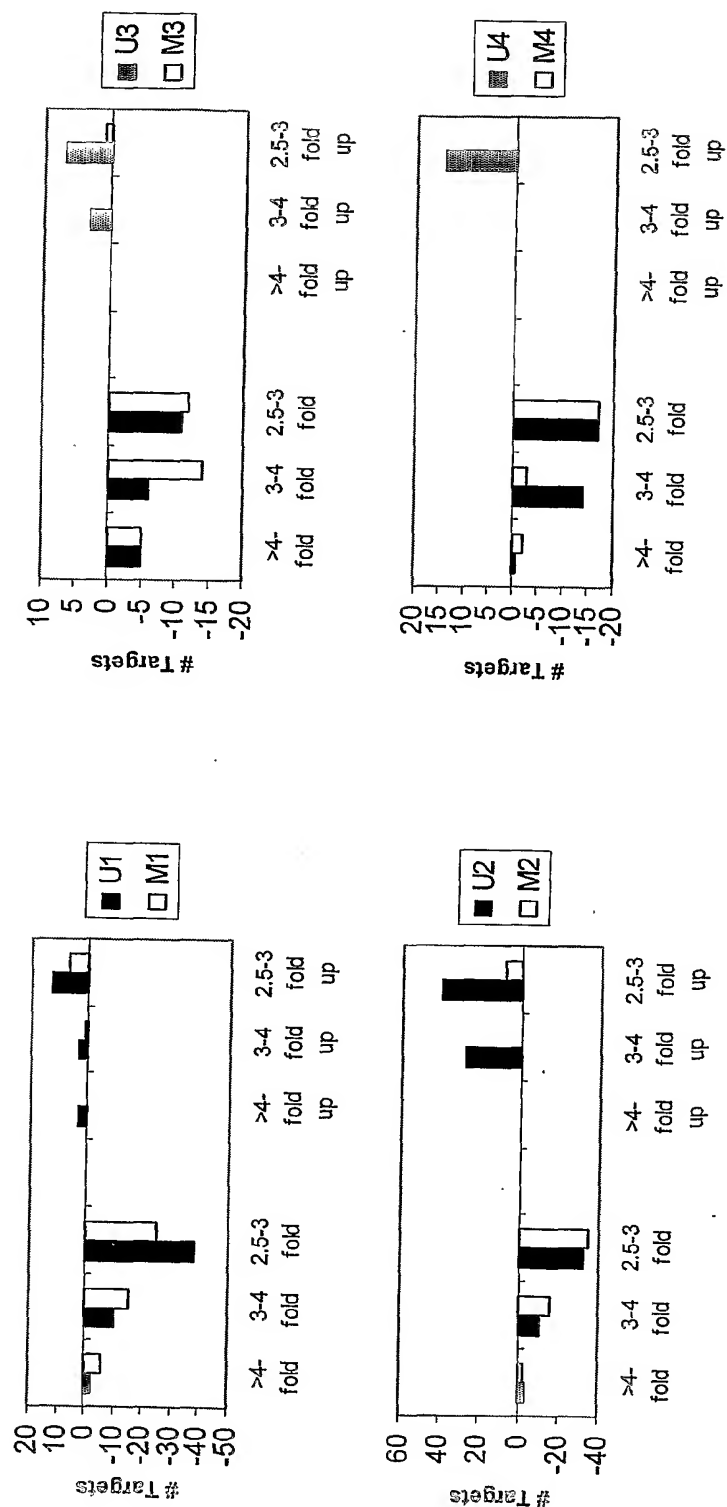 # Targets
20
10
0
-10
-20
-30
-40
-50
>4- 3-4 2.5-3 >4- 3-4 2.5-3
fold fold fold fold fold fold
up up up
U1
M1
# Targets
10
5
0
-5
-10
-15
-20
>4- 3-4 2.5-3 >4- 3-4 2.5-3
fold fold fold fold fold fold
up up up
U3
M3
# Targets
60
40
20
0
-20
-40
>4- 3-4 2.5-3 >4- 3-4 2.5-3
fold fold fold fold fold fold
up up up
U2
M2
# Targets
20
15
10
5
0
-5
-10
-15
-20
>4- 3-4 2.5-3 >4- 3-4 2.5-3
fold fold fold fold fold fold
up up up
U4
M4